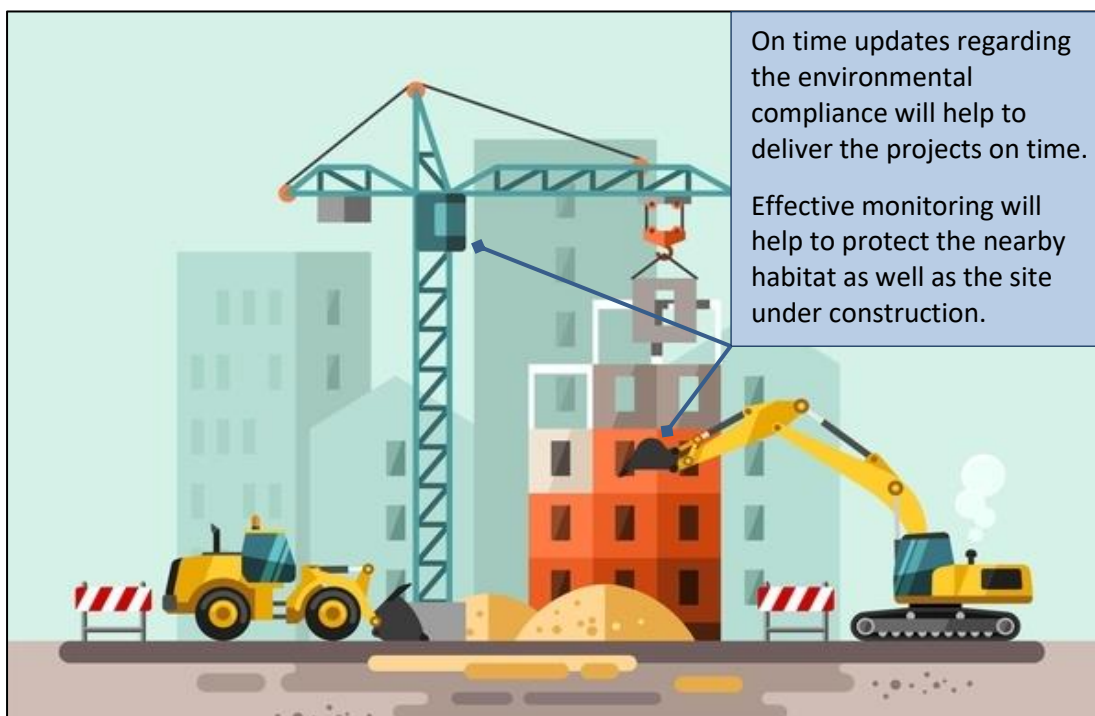 On time updates regarding
the environmental
compliance will help to
deliver the projects on time.
Effective monitoring will
help to protect the nearby
habitat as well as the site
under construction.